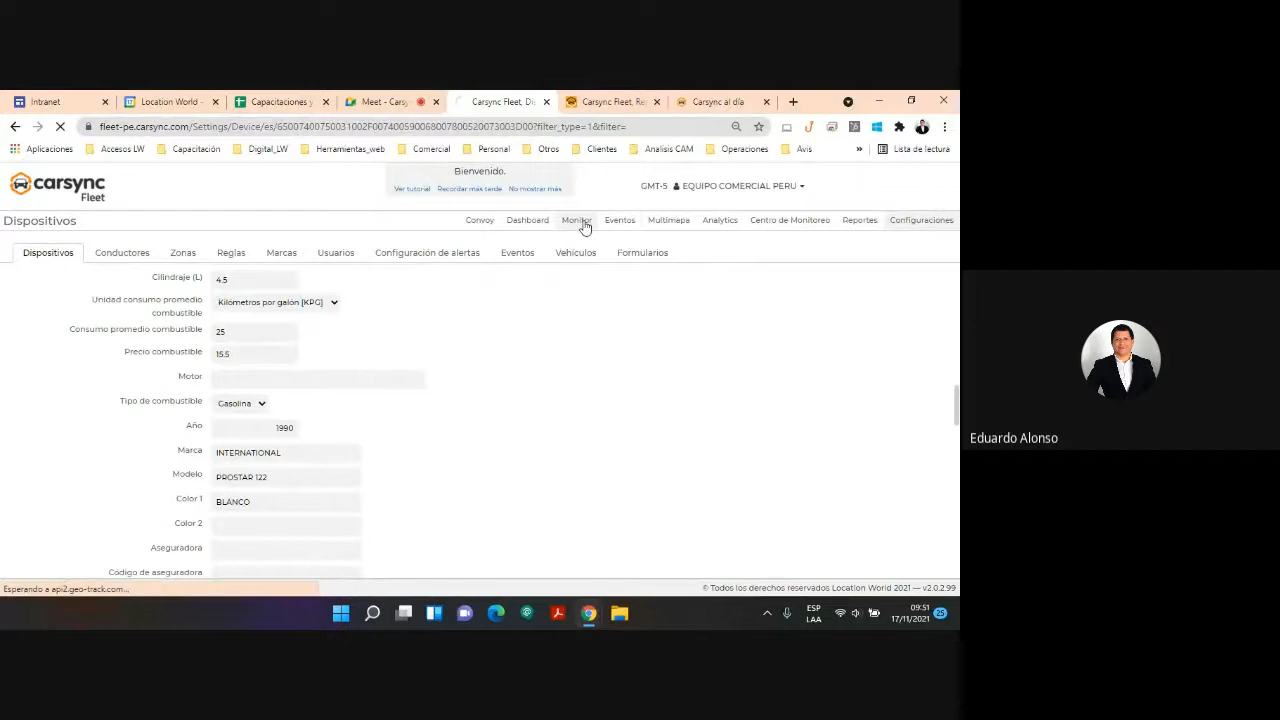 Intranet
Location World -
Capacitaciones y
Meet - Carsy
Carsync Fleet, Di
Carsync Fleet, Re
Carsync al día
fleet-pe.carsync.com/Settings/Device/es/65007400750031002F007400590068007800520073003D00?filter_type=1&filter=
Aplicaciones
Accesos LW
Capacitación
Digital_LW
Herramientas_web
Comercial
Personal
Otros
Clientes
Analisis CAM
Operaciones
Avis
»
Lista de lectura
carsync
Fleet
Bienvenido.
Ver tutorial Recordar más tarde No mostrar más
GMT-5 EQUIPO COMERCIAL PERU
Dispositivos
Convoy Dashboard Monitor Eventos Multimapa Analytics Centro de Monitoreo Reportes Configuraciones
Dispositivos Conductores Zonas Reglas Marcas Usuarios Configuración de alertas Eventos Vehículos Formularios
Cilindraje (L) 4.5
Unidad consumo promedio
combustible Kilómetros por galón [KPG]
Consumo promedio combustible 25
Precio combustible 15.5
Motor
Tipo de combustible Gasolina
Año 1990
Marca INTERNATIONAL
Modelo PROSTAR 122
Color 1 BLANCO
Color 2
Aseguradora
Código de aseguradora
Esperando a api2.geo-track.com...
© Todos los derechos reservados Location World 2021 — v2.0.2.99
ESP
LAA
09:51
17/11/2021
25
Eduardo Alonso